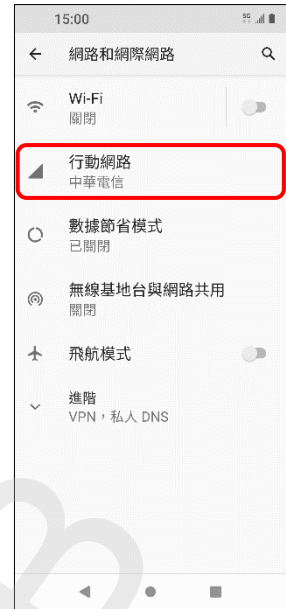 15:00
5G
網路和網際網路
Wi-Fi
關閉
行動網路
中華電信
數據節省模式
已關閉
無線基地台與網路共用
關閉
飛航模式
進階
VPN，私人 DNS